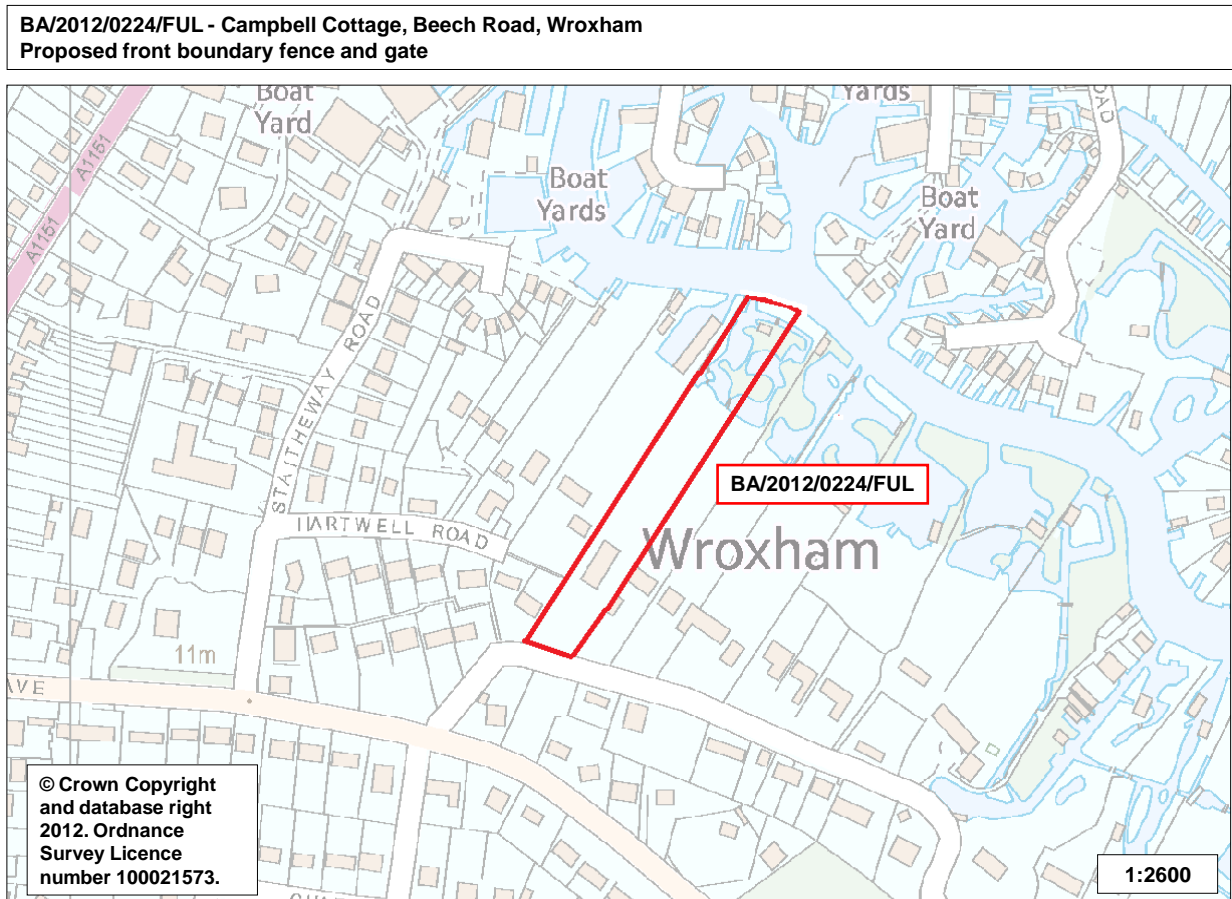 BA/2012/0224/FUL - Campbell Cottage, Beech Road, Wroxham
Proposed front boundary fence and gate
Boat
Yard
Yards
ROAD
A1151
Boat
Yards
Boat
Yard
A1151
STAITHEWAY ROAD
BA/2012/0224/FUL
HARTWELL ROAD
Wroxham
11m
AVE
© Crown Copyright
and database right
2012. Ordnance
Survey Licence
number 100021573.
1:2600